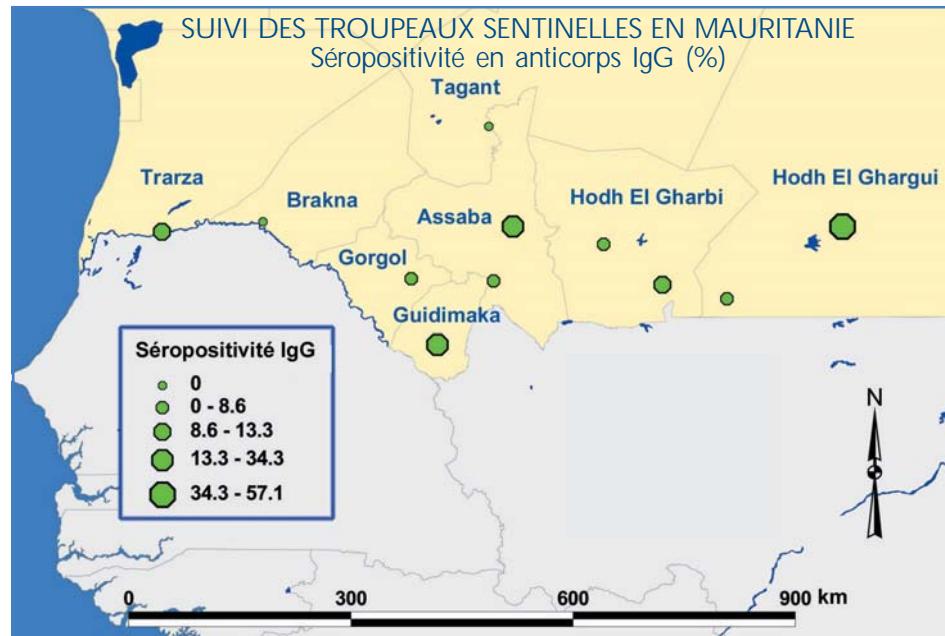 SUIVI DES TROUPEAUX SENTINELLES EN MAURITANIE
Séropositivité en anticorps IgG (%)
Tagant
Trarza
Brakna
Assaba
Hodh El Gharbi
Hodh El Ghargui
Gorgol
Guidimaka
Séropositivité IgG
0
0 - 8.6
8.6 - 13.3
13.3 - 34.3
34.3 - 57.1
N
0 300 600 900 km